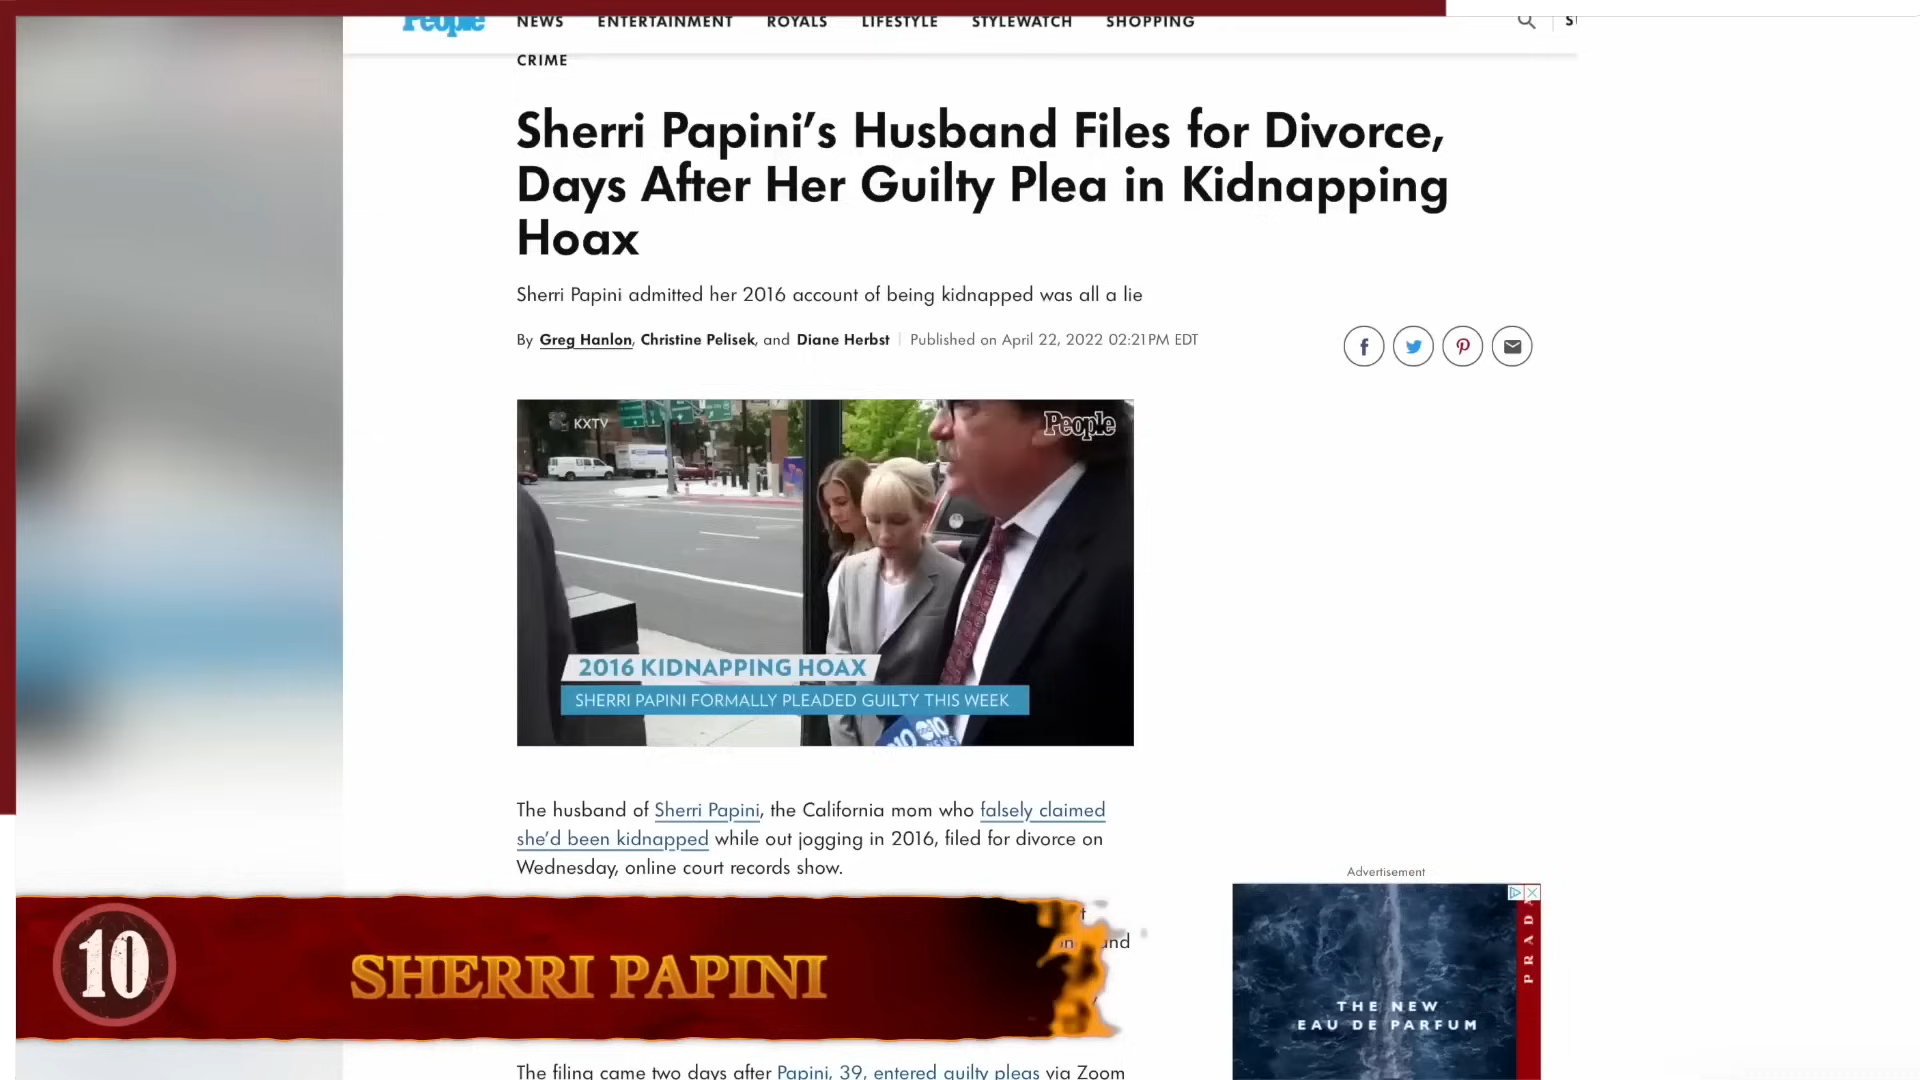 People
NEWS ENTERTAINMENT ROYALS LIFESTYLE STYLEWATCH SHOPPING
CRIME
Sherri Papini’s Husband Files for Divorce,
Days After Her Guilty Plea in Kidnapping
Hoax
Sherri Papini admitted her 2016 account of being kidnapped was all a lie
By Greg Hanlon, Christine Pelisek, and Diane Herbst | Published on April 22, 2022 02:21PM EDT
KXTV
People
2016 KIDNAPPING HOAX
SHERRI PAPINI FORMALLY PLEADED GUILTY THIS WEEK
The husband of Sherri Papini, the California mom who falsely claimed
she’d been kidnapped while out jogging in 2016, filed for divorce on
Wednesday, online court records show.
and
10
SHERRI PAPINI
The filing came two days after Papini, 39, entered guilty pleas via Zoom
Advertisement
PRADA
THE NEW
EAU DE PARFUM